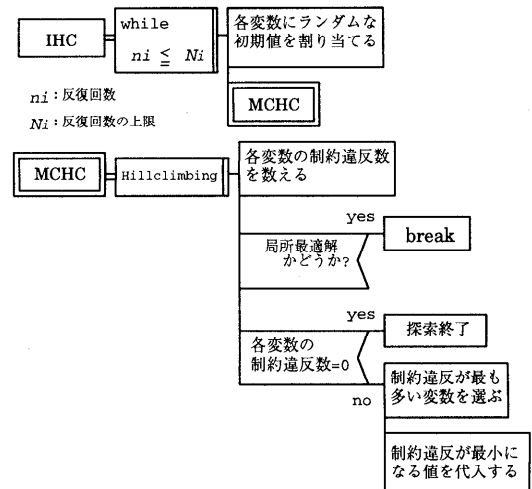 IHC
while
ni ≦ Ni
各変数にランダムな
初期値を割り当てる
MCHC
ni：反復回数
Ni：反復回数の上限
MCHC
Hillclimbing
各変数の制約違反数
を数える
局所最適解
かどうか?
yes
break
各変数の
制約違反数=0
yes
探索終了
no
制約違反が最も
多い変数を選ぶ
制約違反が最小に
なる値を代入する